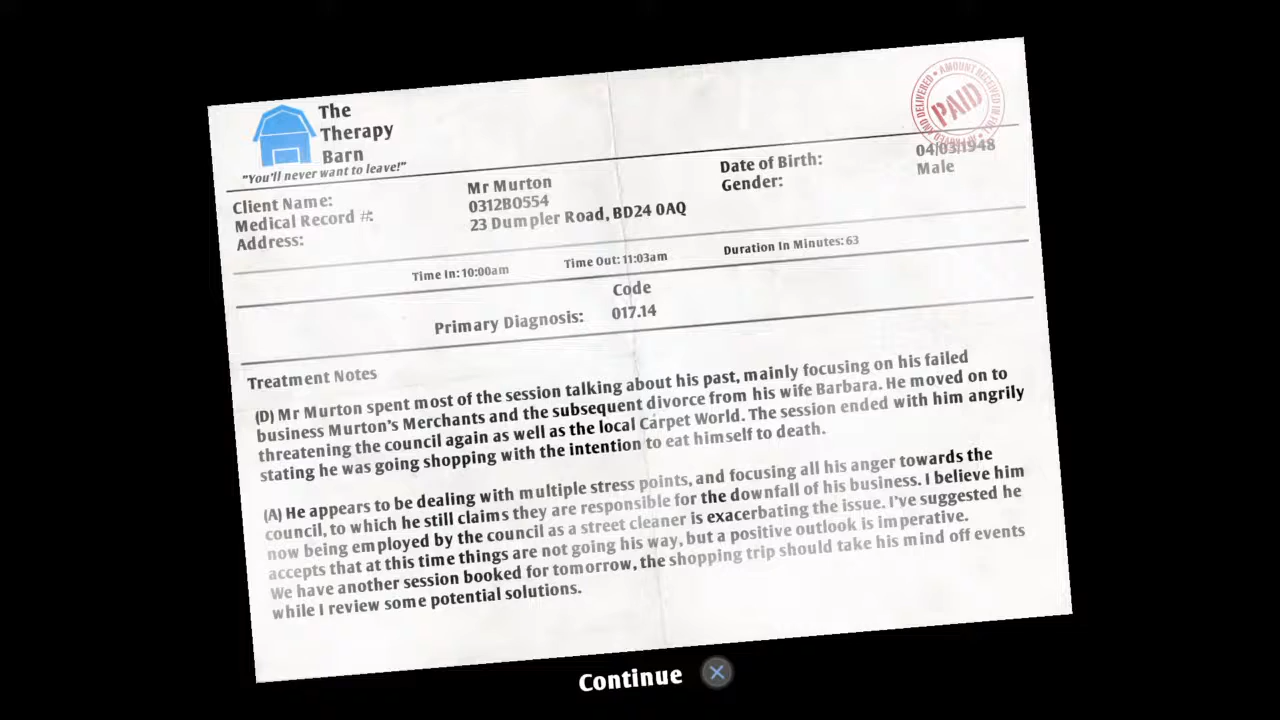 The
Therapy
Barn
"You'll never want to leave!"
AMOUNT RECEIVED IN FULL • APPROVED AND DELIVERED •
PAID
Client Name: Mr Murton
Medical Record #: 0312B0554
Address: 23 Dumpler Road, BD24 0AQ
Date of Birth: 04/03/1948
Gender: Male
Time In: 10:00am Time Out: 11:03am Duration In Minutes: 63
Code
Primary Diagnosis: 017.14
Treatment Notes
(D) Mr Murton spent most of the session talking about his past, mainly focusing on his failed
business Murton's Merchants and the subsequent divorce from his wife Barbara. He moved on to
threatening the council again as well as the local Carpet World. The session ended with him angrily
stating he was going shopping with the intention to eat himself to death.
(A) He appears to be dealing with multiple stress points, and focusing all his anger towards the
council, to which he still claims they are responsible for the downfall of his business. I believe him
now being employed by the council as a street cleaner is exacerbating the issue. I've suggested he
accepts that at this time things are not going his way, but a positive outlook is imperative.
We have another session booked for tomorrow, the shopping trip should take his mind off events
while I review some potential solutions.
Continue